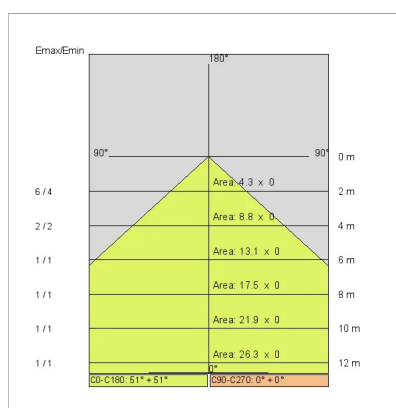 Emax/Emin
180°
90° 90° 0 m
Area: 4.3 x 0
6 / 4 2 m
Area: 8.8 x 0
2 / 2 4 m
Area: 13.1 x 0
1 / 1 6 m
Area: 17.5 x 0
1 / 1 8 m
Area: 21.9 x 0
1 / 1 10 m
Area: 26.3 x 0
1 / 1 12 m
0°
C0-C180: 51° + 51° C90-C270: 0° + 0°